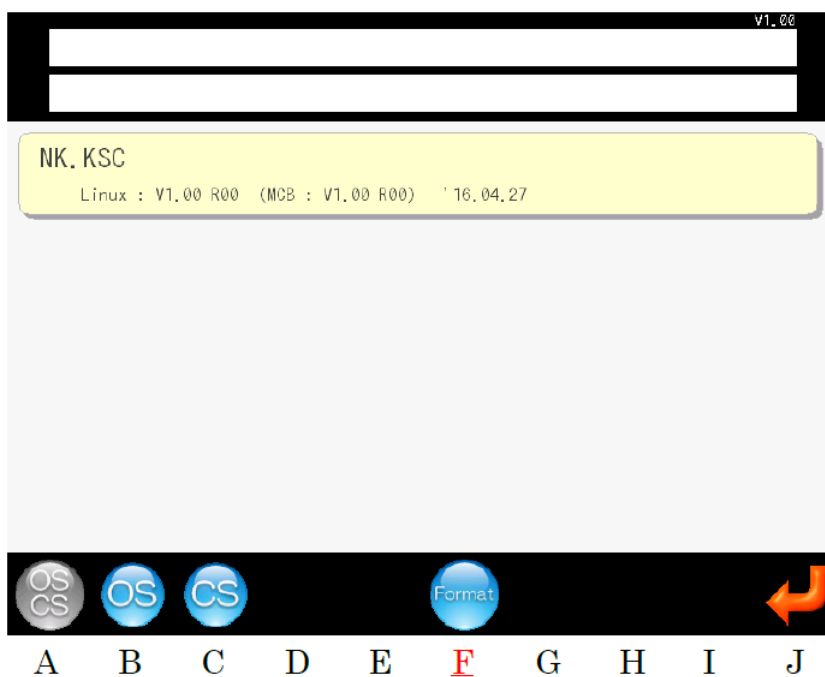 V1.00
NK.KSC
Linux : V1.00 R00 (MCB : V1.00 R00) '16.04.27
OS
CS
OS
CS
Format
A B C D E F G H I J